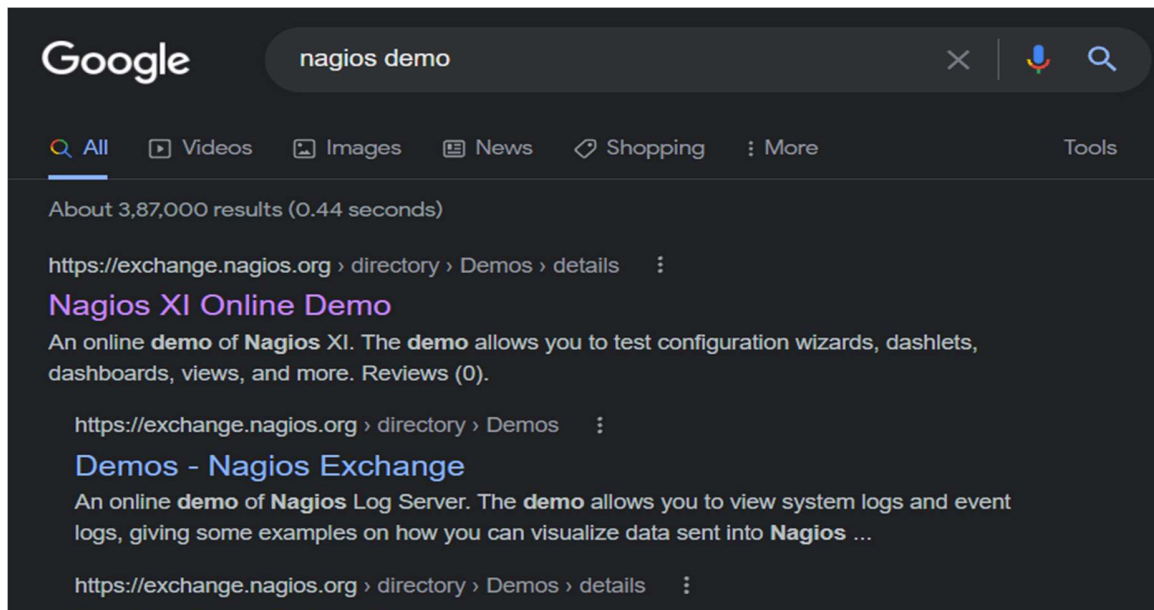 Google
nagios demo
All Videos Images News Shopping More Tools
About 3,87,000 results (0.44 seconds)
https://exchange.nagios.org › directory › Demos › details
Nagios XI Online Demo
An online demo of Nagios XI. The demo allows you to test configuration wizards, dashlets,
dashboards, views, and more. Reviews (0).
https://exchange.nagios.org › directory › Demos
Demos - Nagios Exchange
An online demo of Nagios Log Server. The demo allows you to view system logs and event
logs, giving some examples on how you can visualize data sent into Nagios ...
https://exchange.nagios.org › directory › Demos › details